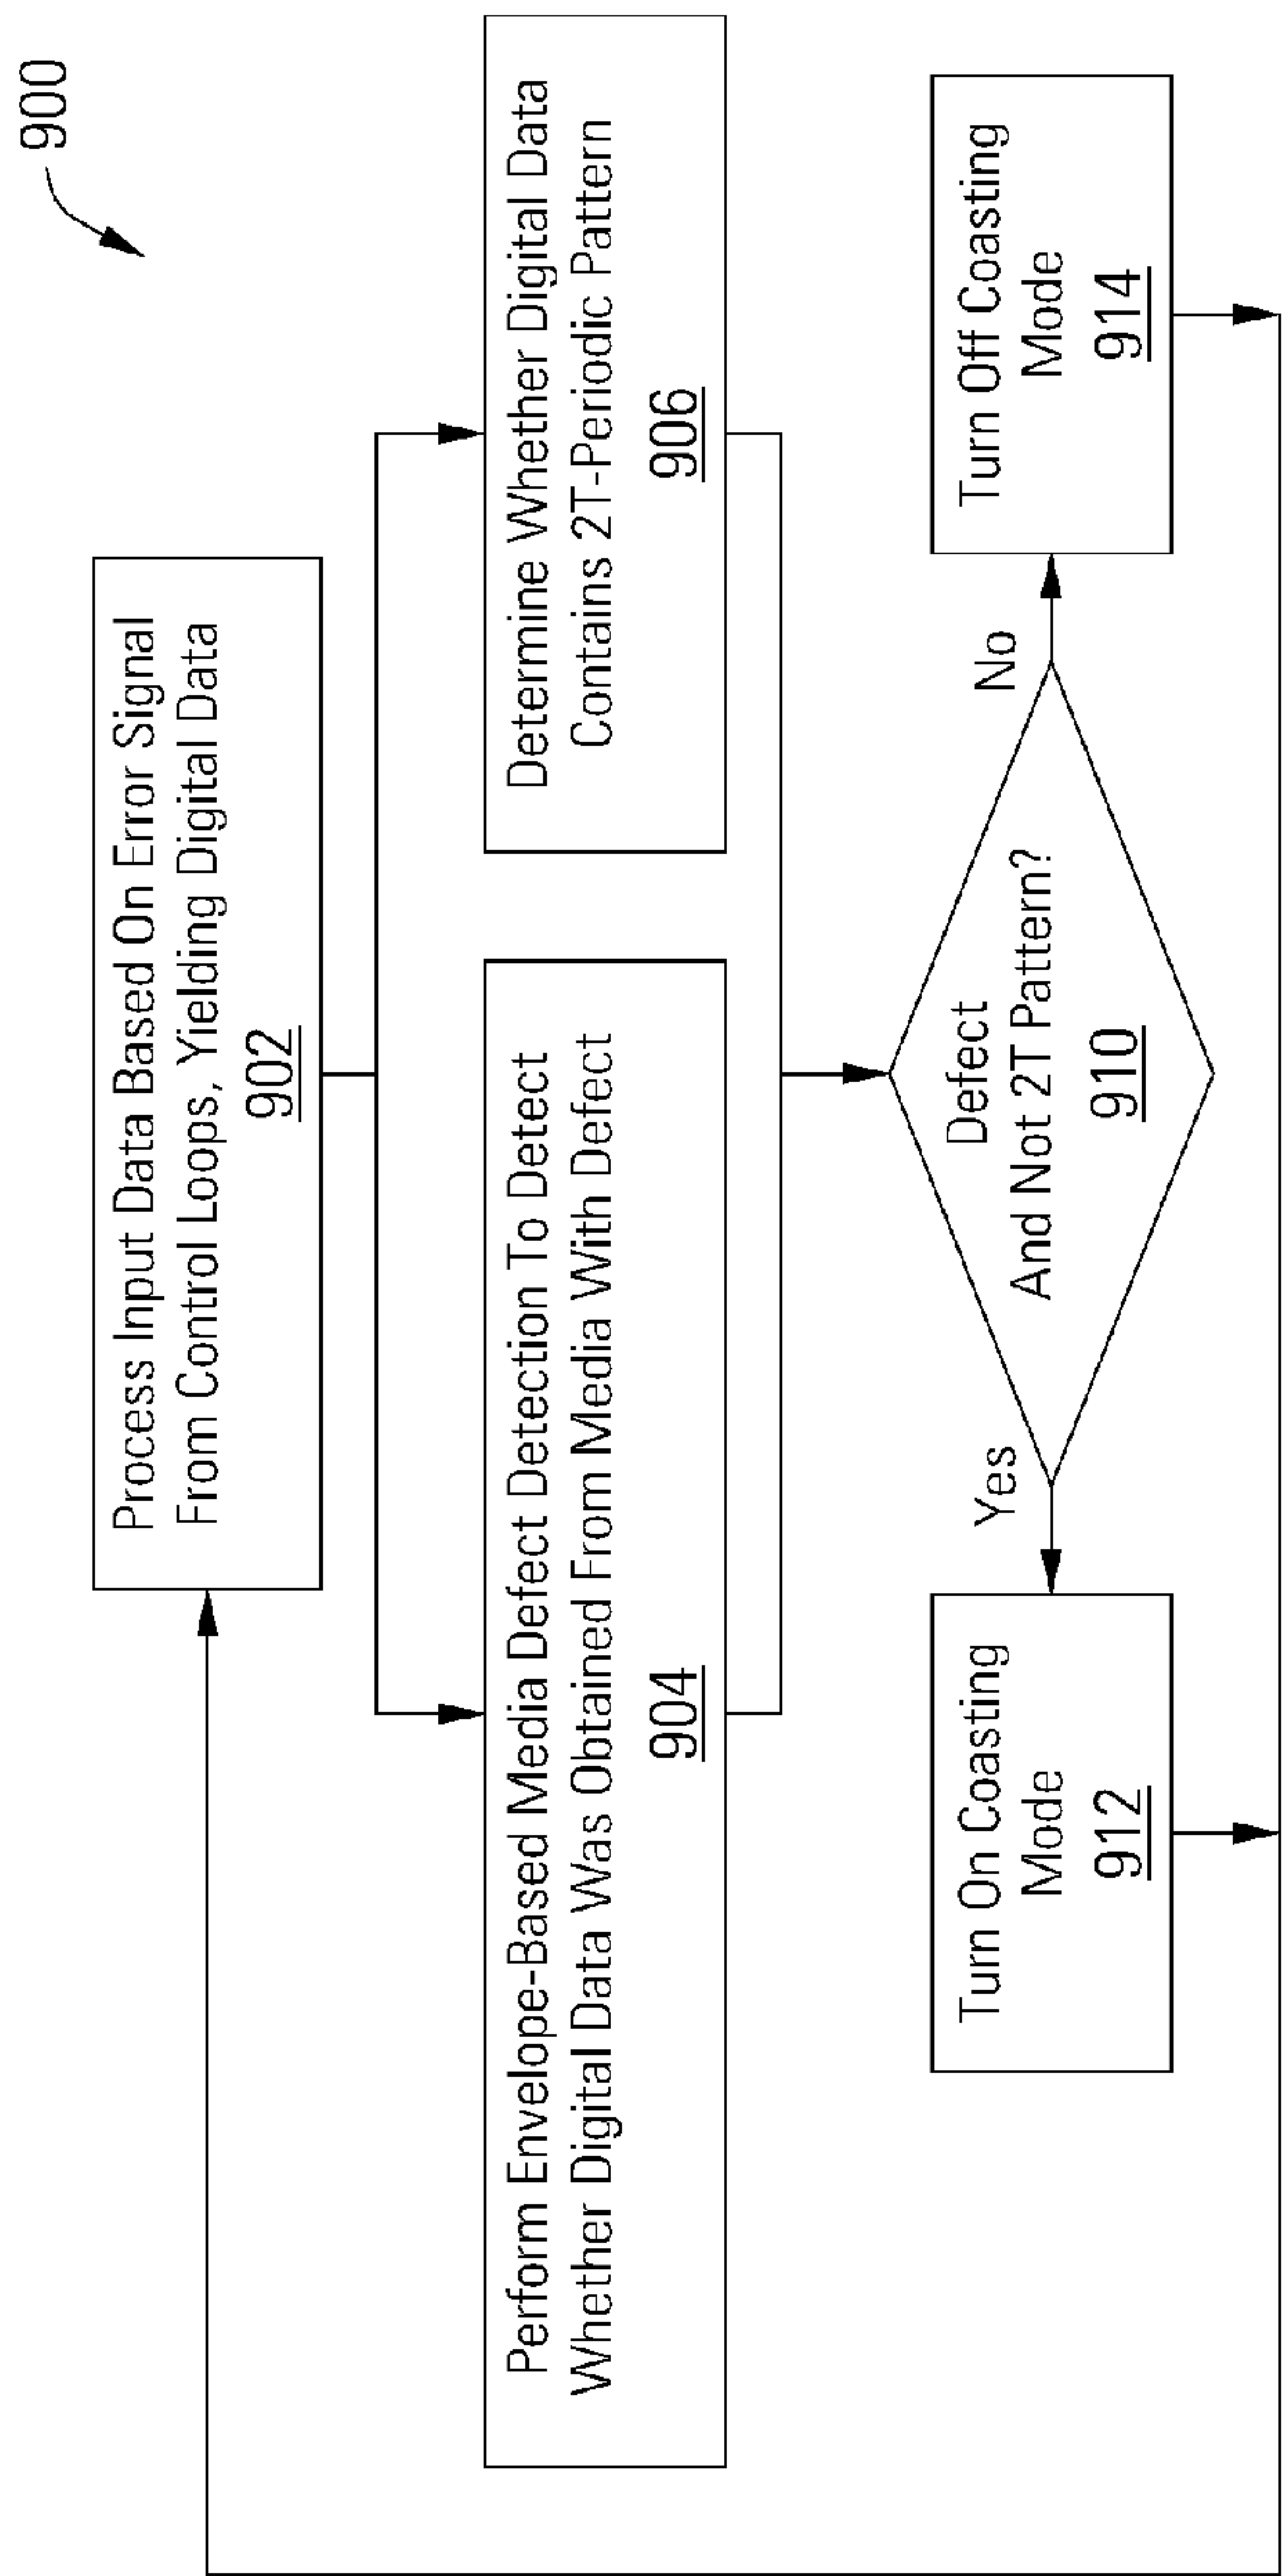 900
Process Input Data Based On Error Signal
From Control Loops, Yielding Digital Data
902
Perform Envelope-Based Media Defect Detection To Detect
Whether Digital Data Was Obtained From Media With Defect
904
Determine Whether Digital Data
Contains 2T-Periodic Pattern
906
Defect
And Not 2T Pattern?
910
Yes
No
Turn On Coasting
Mode
912
Turn Off Coasting
Mode
914